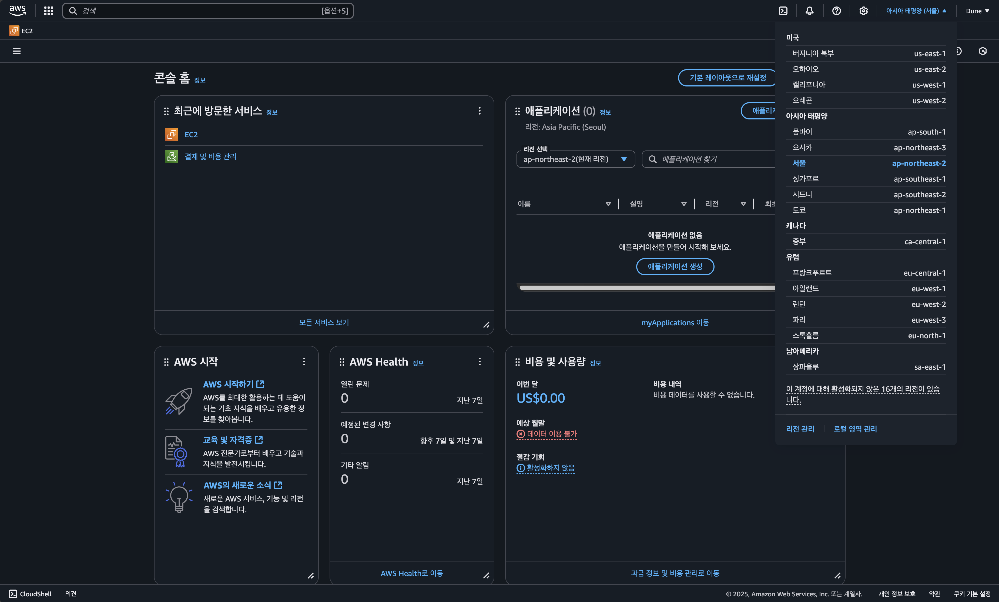 aws
검색
[옵션+S]
아시아 태평양 (서울)
Dune
EC2
콘솔 홈 정보
기본 레이아웃으로 재설정
최근에 방문한 서비스 정보
EC2
결제 및 비용 관리
모든 서비스 보기
애플리케이션 (0) 정보
리전: Asia Pacific (Seoul)
리전 선택
ap-northeast-2(현재 리전)
애플리케이션 찾기
이름
설명
리전
최초
애플리케이션 없음
애플리케이션을 만들어 시작해 보세요.
애플리케이션 생성
myApplications 이동
AWS 시작
AWS 시작하기
AWS를 최대한 활용하는 데 도움이
되는 기초 지식을 배우고 유용한 정
보를 찾아봅니다.
교육 및 자격증
AWS 전문가로부터 배우고 기술과
지식을 발전시킵니다.
AWS의 새로운 소식
새로운 AWS 서비스, 기능 및 리전
을 검색합니다.
AWS Health 정보
열린 문제
0
지난 7일
예정된 변경 사항
0
향후 7일 및 지난 7일
기타 알림
0
지난 7일
AWS Health로 이동
비용 및 사용량 정보
이번 달
US$0.00
예상 월말
데이터 이용 불가
절감 기회
활성화하지 않음
비용 내역
비용 데이터를 사용할 수 없습니다.
과금 정보 및 비용 관리로 이동
미국
버지니아 북부 us-east-1
오하이오 us-east-2
캘리포니아 us-west-1
오레곤 us-west-2
아시아 태평양
뭄바이 ap-south-1
오사카 ap-northeast-3
서울 ap-northeast-2
싱가포르 ap-southeast-1
시드니 ap-southeast-2
도쿄 ap-northeast-1
캐나다
중부 ca-central-1
유럽
프랑크푸르트 eu-central-1
아일랜드 eu-west-1
런던 eu-west-2
파리 eu-west-3
스톡홀름 eu-north-1
남아메리카
상파울루 sa-east-1
이 계정에 대해 활성화되지 않은 16개의 리전이 있습
니다.
리전 관리
로컬 영역 관리
CloudShell
의견
© 2025, Amazon Web Services, Inc. 또는 계열사.
개인 정보 보호
약관
쿠키 기본 설정